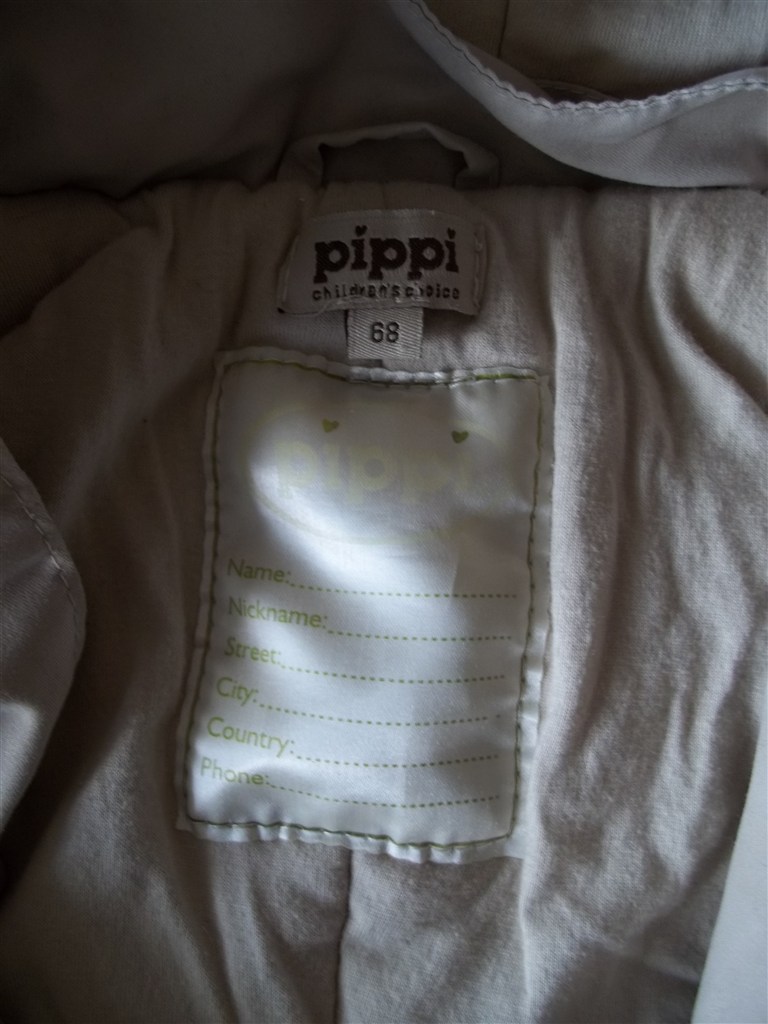 pippi
children's choice
68
pippi
Name:
Nickname:
Street:
City:
Country:
Phone: